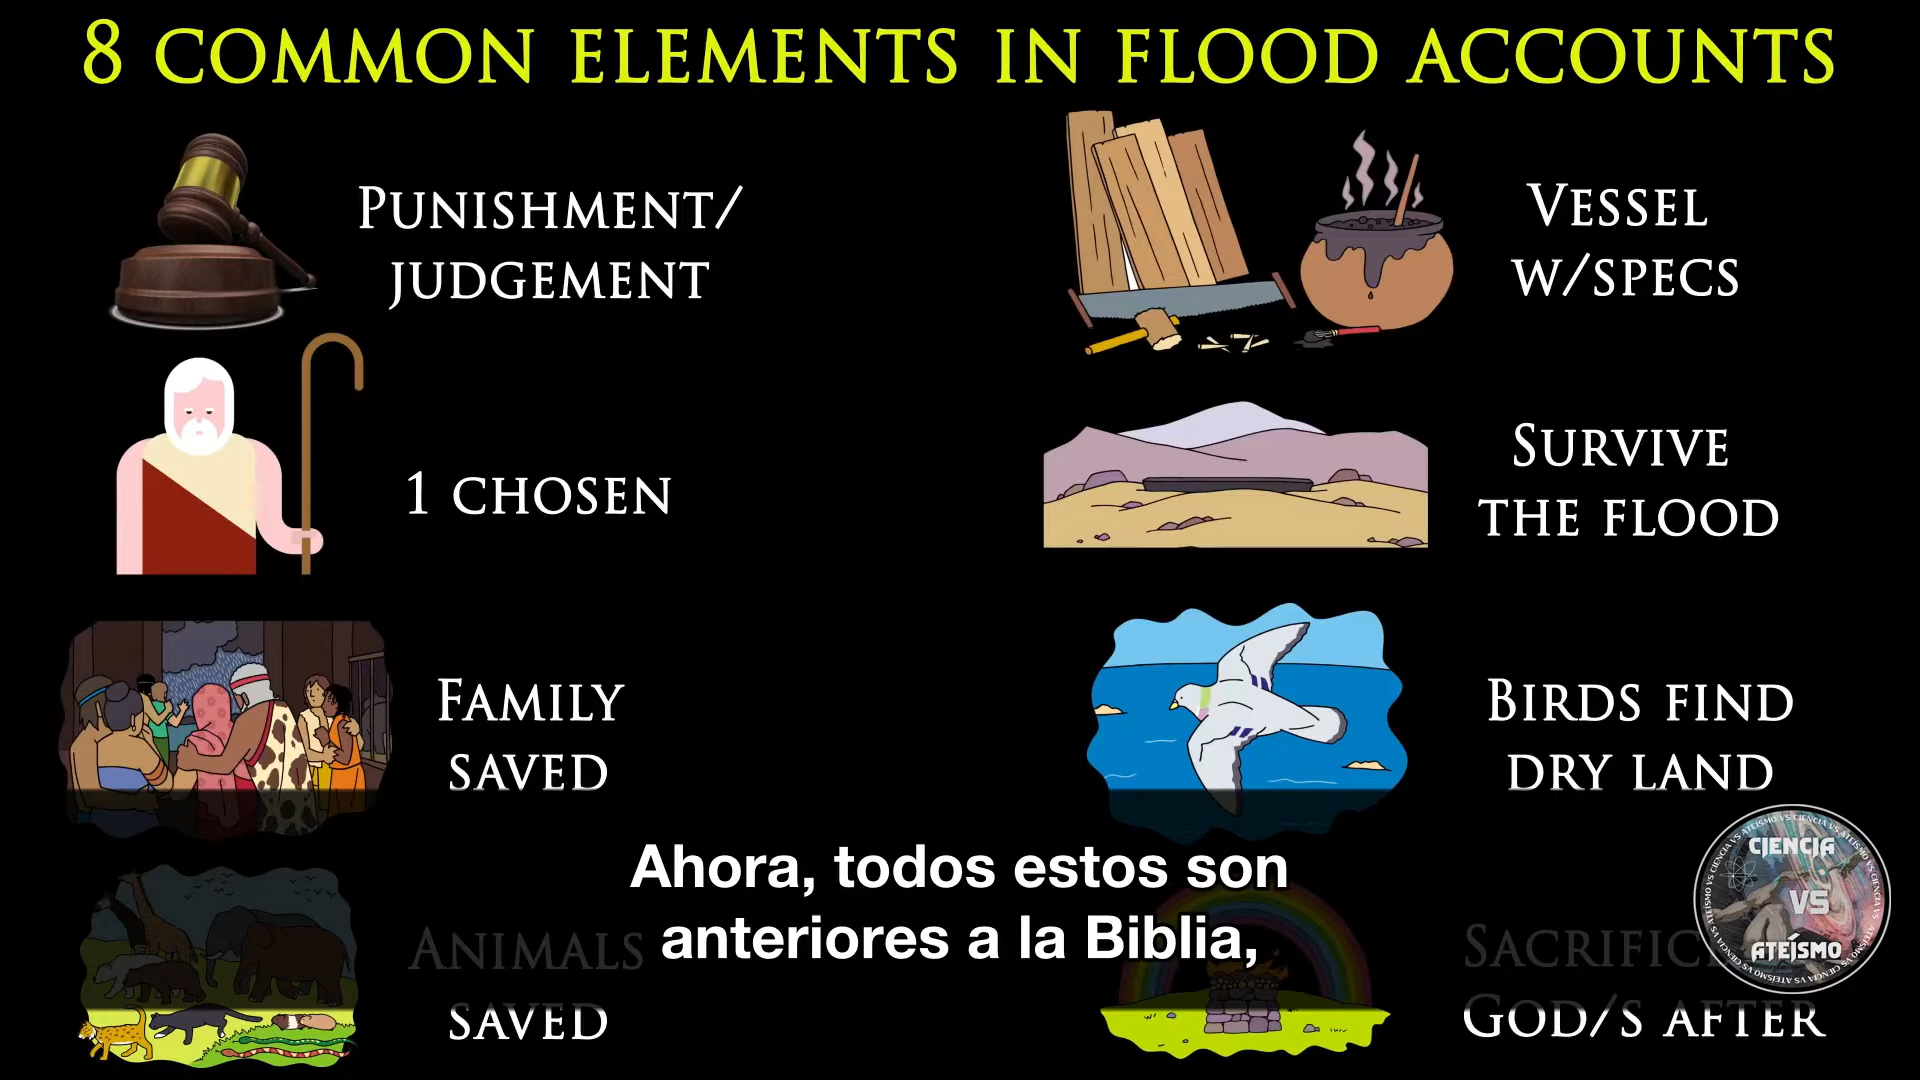 8 COMMON ELEMENTS IN FLOOD ACCOUNTS
PUNISHMENT/
JUDGEMENT
1 CHOSEN
FAMILY
SAVED
ANIMALS
SAVED
VESSEL
W/SPECS
SURVIVE
THE FLOOD
BIRDS FIND
DRY LAND
GOD/S AFTER
Ahora, todos estos son
anteriores a la Biblia,
CIENCIA
VS
ATEÍSMO